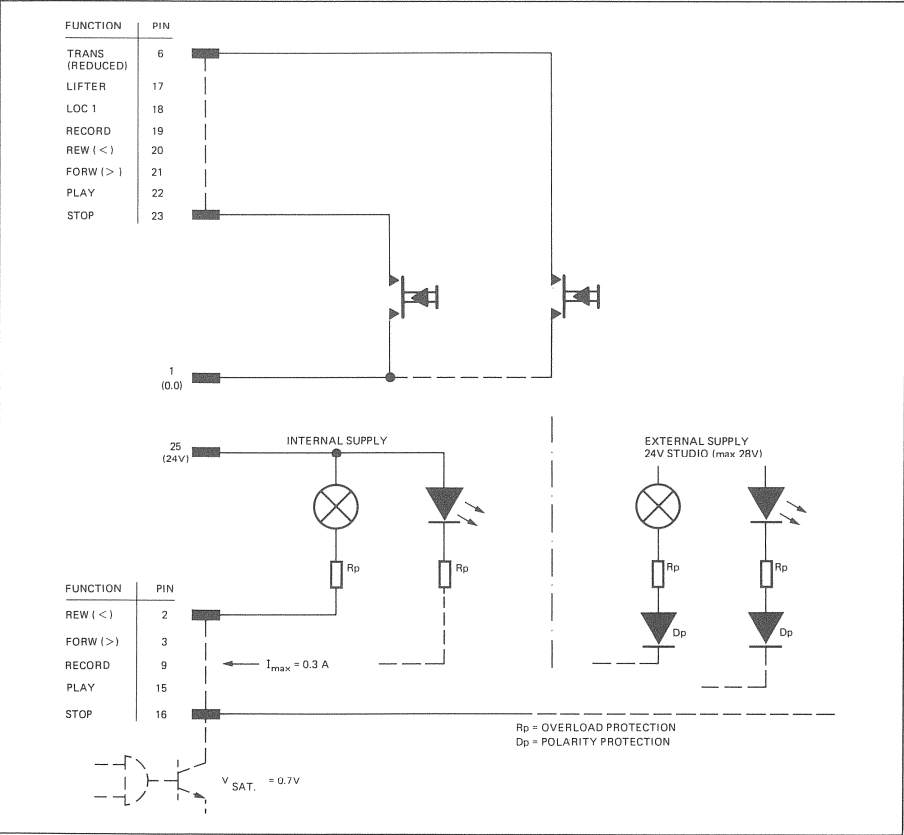 FUNCTION PIN
TRANS 6
(REDUCED)
LIFTER 17
LOC 1 18
RECORD 19
REW (<) 20
FORW (>) 21
PLAY 22
STOP 23
1
(0.0)
25
(24V)
INTERNAL SUPPLY
EXTERNAL SUPPLY
24V STUDIO (max 28V)
Rp
Rp
Rp
Rp
Dp
Dp
FUNCTION PIN
REW (<) 2
FORW (>) 3
RECORD 9
PLAY 15
STOP 16
Imax = 0.3 A
Rp = OVERLOAD PROTECTION
Dp = POLARITY PROTECTION
V SAT. = 0.7V